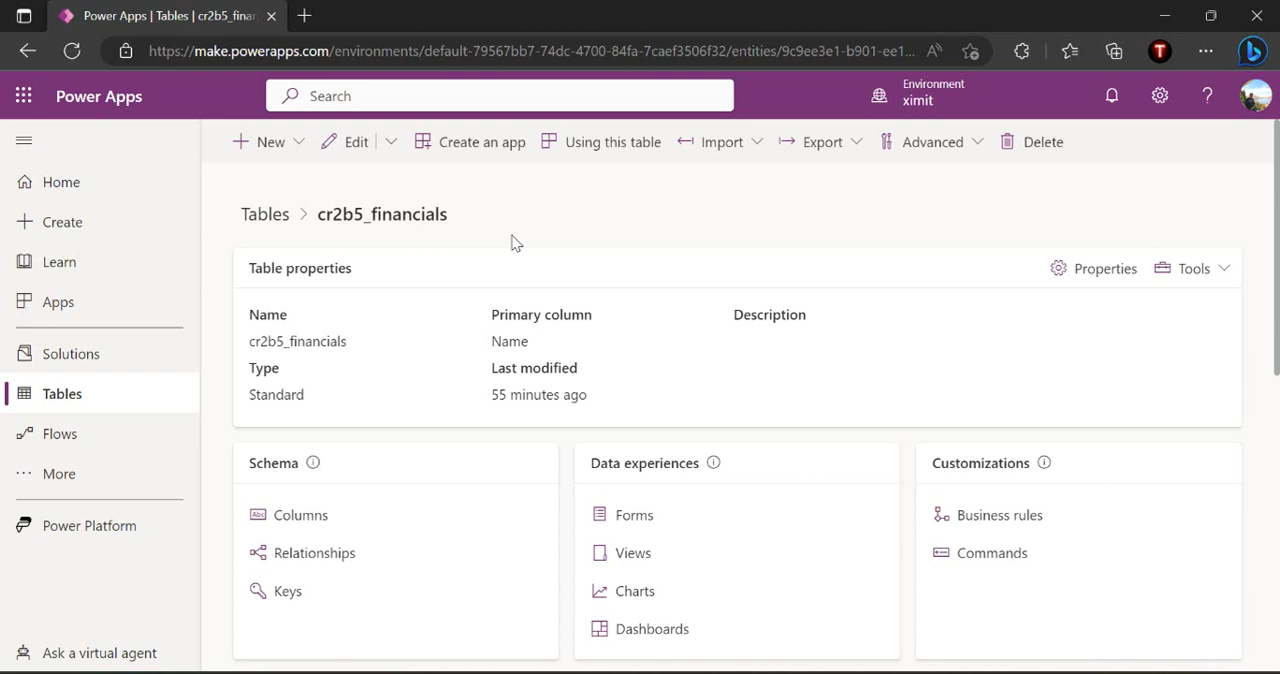 Power Apps | Tables | cr2b5_finar
https://make.powerapps.com/environments/default-79567bb7-74dc-4700-84fa-7caef3506f32/entities/9c9ee3e1-b901-ee1...
T
Power Apps
Search
Environment
ximit
New
Edit
Create an app
Using this table
Import
Export
Advanced
Delete
Home
Create
Learn
Apps
Solutions
Tables
Flows
More
Power Platform
Ask a virtual agent
Tables > cr2b5_financials
Table properties
Properties
Tools
Name
Primary column
Description
cr2b5_financials
Name
Type
Last modified
Standard
55 minutes ago
Schema
Columns
Relationships
Keys
Data experiences
Forms
Views
Charts
Dashboards
Customizations
Business rules
Commands